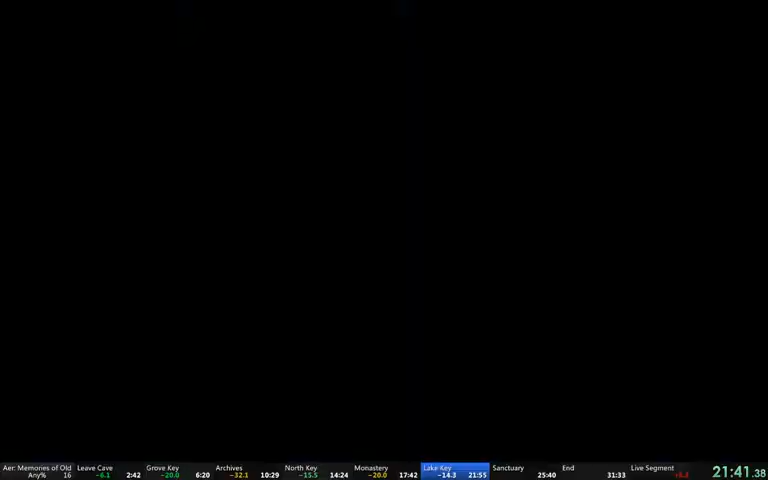 Aer: Memories of Old Leave Cave Grove Key Archives North Key Monastery Lake Key Sanctuary End Live Segment
Any% 16 −6.1 2:42 −20.0 6:20 −32.1 10:29 −15.5 14:24 −20.0 17:42 −14.3 21:55 25:40 31:33 21:41.38